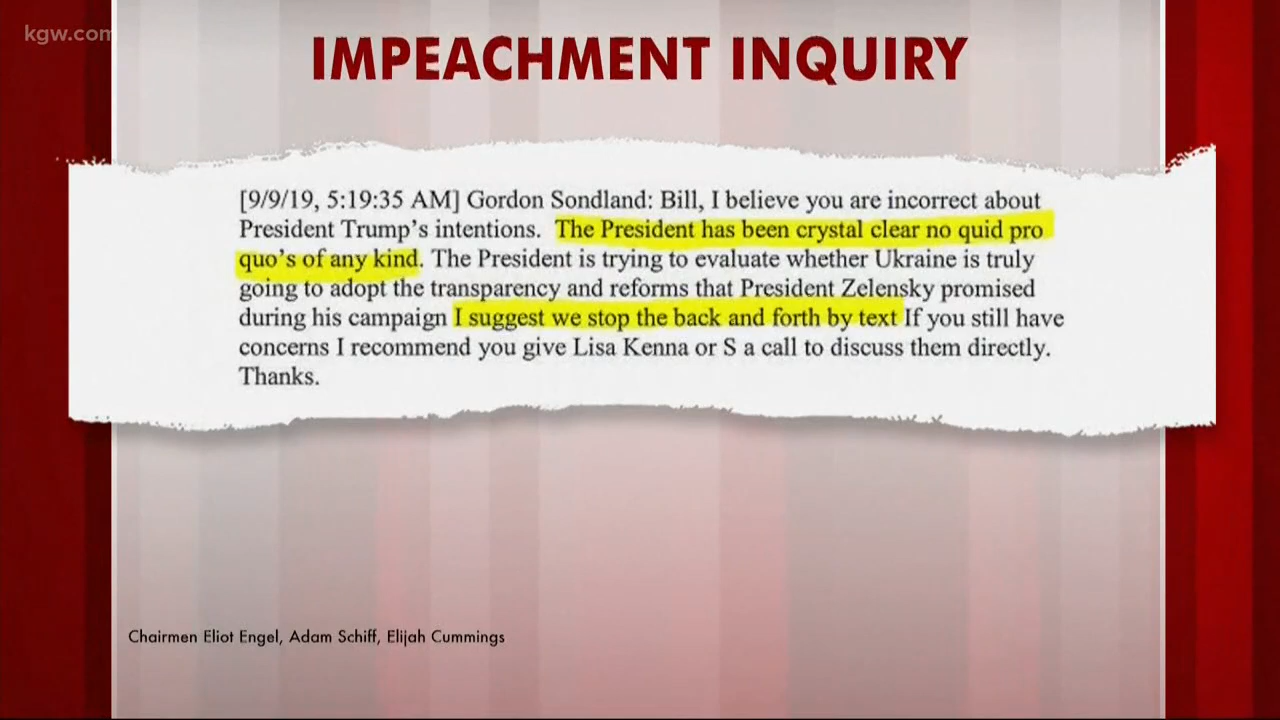 kgw.com
IMPEACHMENT INQUIRY
[9/9/19, 5:19:35 AM] Gordon Sondland: Bill, I believe you are incorrect about
President Trump's intentions. The President has been crystal clear no quid pro
quo's of any kind. The President is trying to evaluate whether Ukraine is truly
going to adopt the transparency and reforms that President Zelensky promised
during his campaign I suggest we stop the back and forth by text If you still have
concerns I recommend you give Lisa Kenna or S a call to discuss them directly.
Thanks.
Chairmen Eliot Engel, Adam Schiff, Elijah Cummings